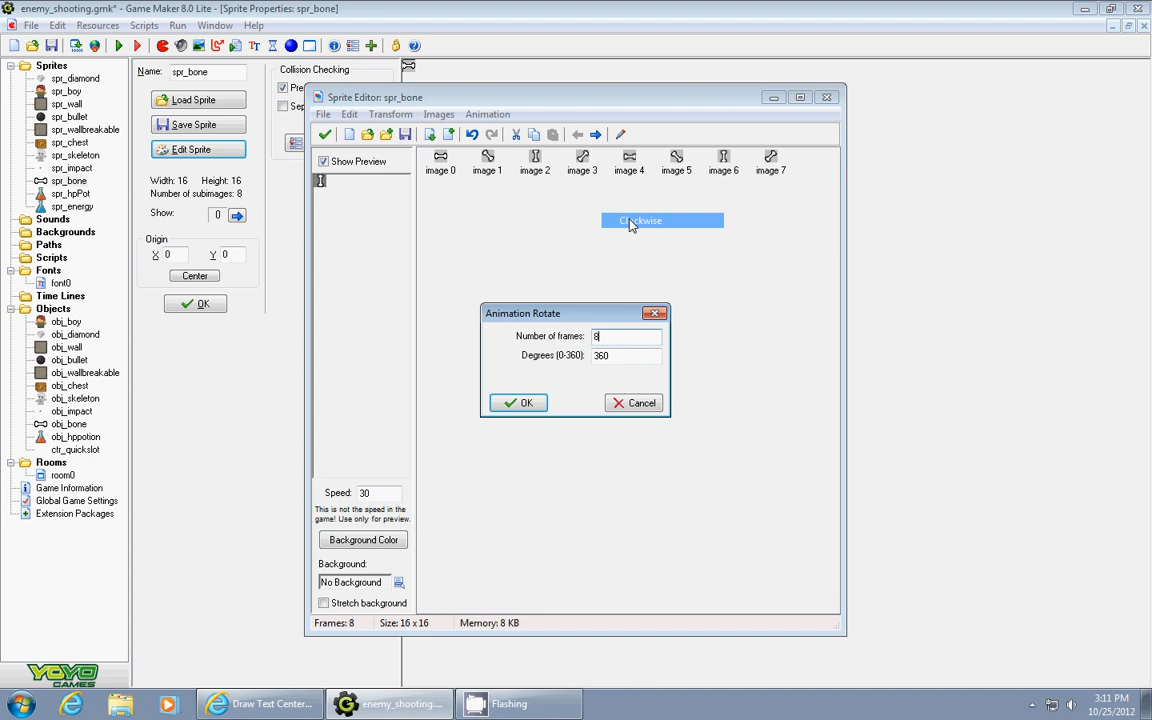 enemy_shooting.gmk* - Game Maker 8.0 Lite - [Sprite Properties: spr_bone]
File Edit Resources Scripts Run Window Help
Sprites
spr_diamond
spr_boy
spr_wall
spr_bullet
spr_wallbreakable
spr_chest
spr_skeleton
spr_impact
spr_bone
spr_hpPot
spr_energy
Sounds
Backgrounds
Paths
Scripts
Fonts
font0
Time Lines
Objects
obj_boy
obj_diamond
obj_wall
obj_bullet
obj_wallbreakable
obj_chest
obj_skeleton
obj_impact
obj_bone
obj_hppotion
ctr_quickslot
Rooms
room0
Game Information
Global Game Settings
Extension Packages
YOYO
GAMES
Name: spr_bone
Load Sprite
Save Sprite
Edit Sprite
Width: 16 Height: 16
Number of subimages: 8
Show: 0
Origin
X 0 Y 0
Center
OK
Collision Checking
Pre
Sep
Sprite Editor: spr_bone
File Edit Transform Images Animation
Show Preview
image 0 image 1 image 2 image 3 image 4 image 5 image 6 image 7
Clockwise
Animation Rotate
Number of frames: 8
Degrees (0-360): 360
OK Cancel
Speed: 30
This is not the speed in the
game! Use only for preview.
Background Color
Background:
No Background
Stretch background
Frames: 8 Size: 16 x 16 Memory: 8 KB
Draw Text Center... enemy_shooting.... Flashing
3:11 PM
10/25/2012